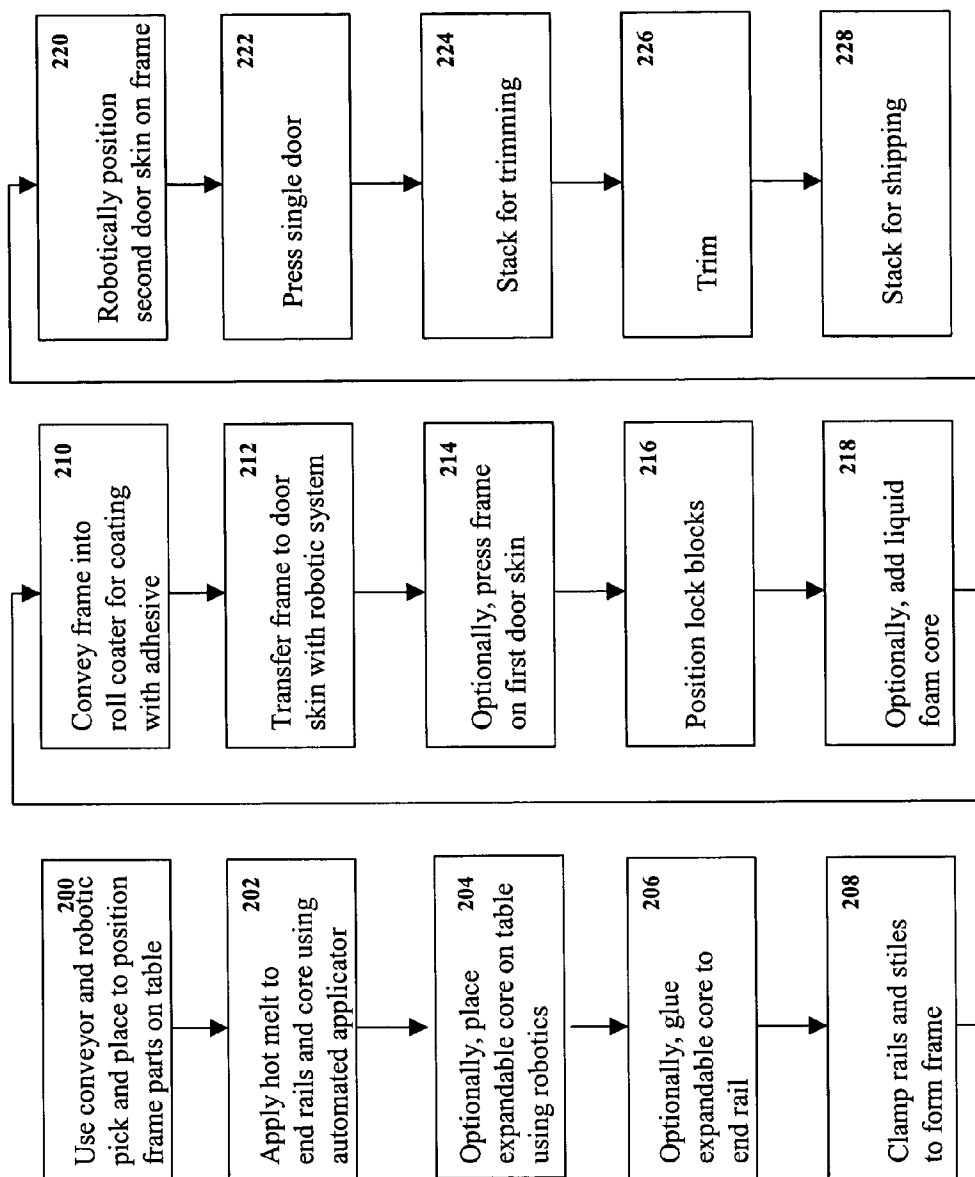 200
Use conveyor and robotic
pick and place to position
frame parts on table
202
Apply hot melt to
end rails and core using
automated applicator
204
Optionally, place
expandable core on table
using robotics
206
Optionally, glue
expandable core to
end rail
208
Clamp rails and stiles
to form frame
210
Convey frame into
roll coater for coating
with adhesive
212
Transfer frame to door
skin with robotic system
214
Optionally, press frame
on first door skin
216
Position lock blocks
218
Optionally, add liquid
foam core
220
Robotically position
second door skin on frame
222
Press single door
224
Stack for trimming
226
Trim
228
Stack for shipping